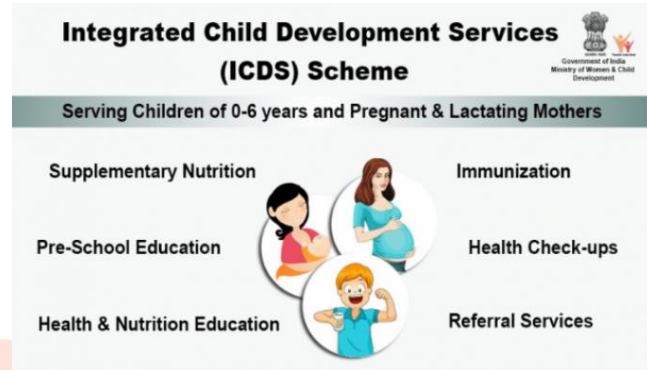 Integrated Child Development Services
(ICDS) Scheme
Government of India
Ministry of Women & Child
Development
Serving Children of 0-6 years and Pregnant & Lactating Mothers
Supplementary Nutrition
Immunization
Pre-School Education
Health Check-ups
Health & Nutrition Education
Referral Services